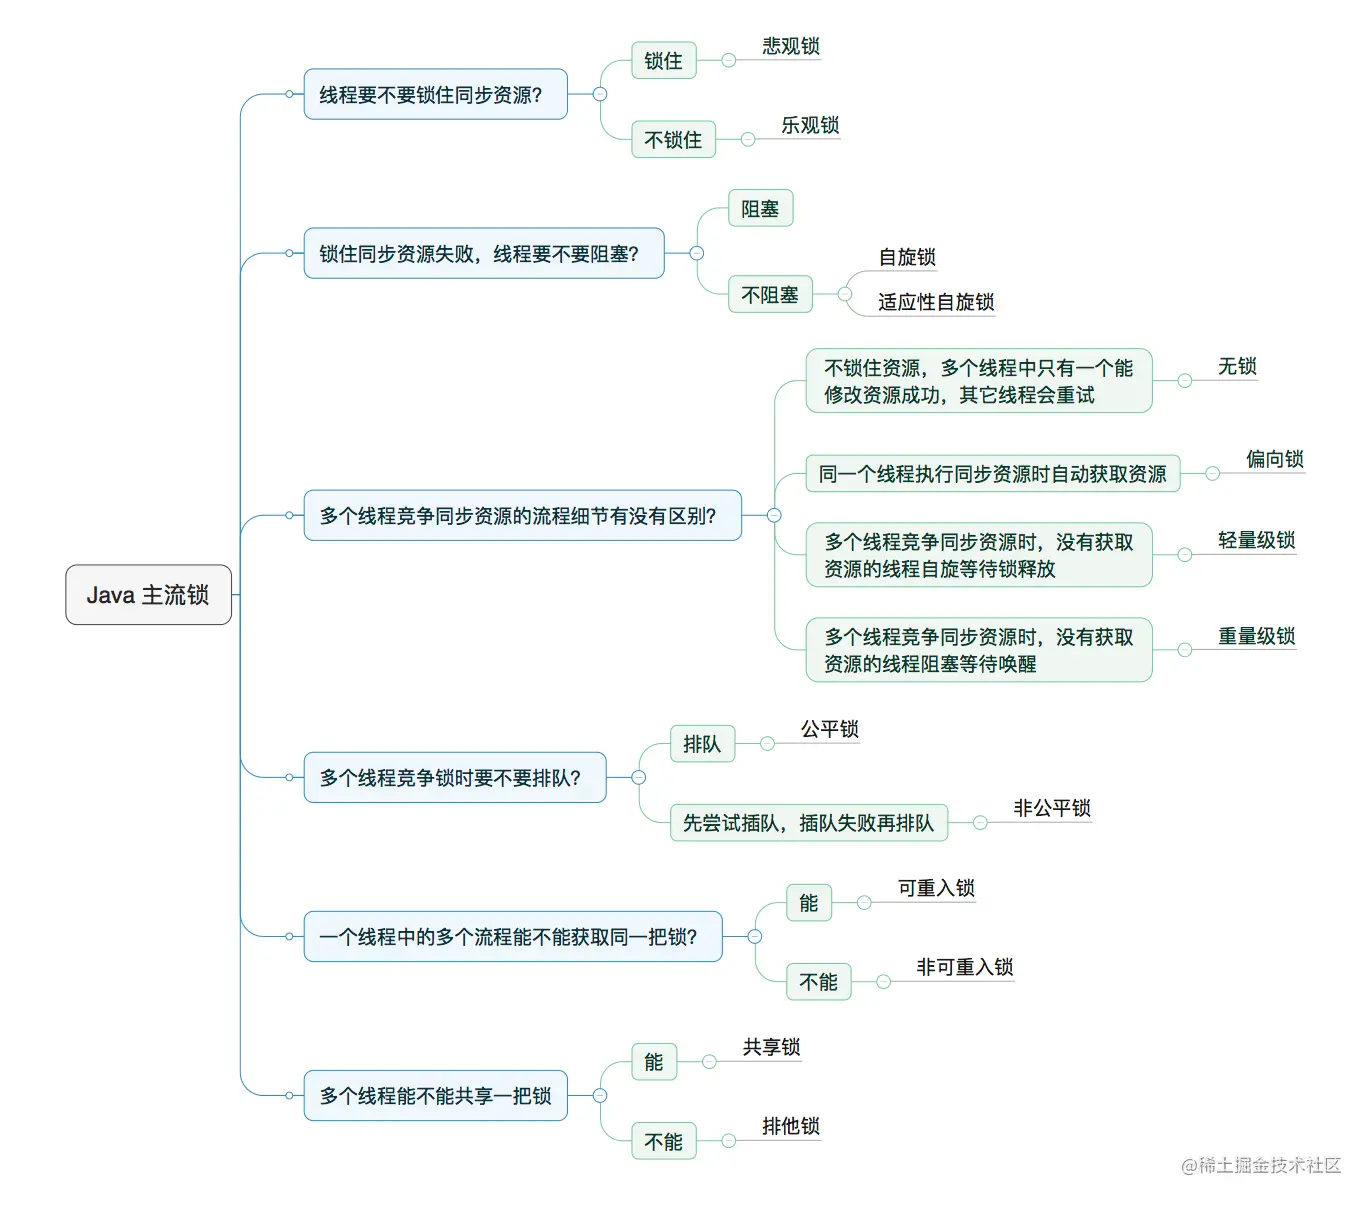 Java 主流锁
线程要不要锁住同步资源？
锁住
悲观锁
不锁住
乐观锁
锁住同步资源失败，线程要不要阻塞？
阻塞
不阻塞
自旋锁
适应性自旋锁
多个线程竞争同步资源的流程细节有没有区别？
不锁住资源，多个线程中只有一个能
修改资源成功，其它线程会重试
无锁
同一个线程执行同步资源时自动获取资源
偏向锁
多个线程竞争同步资源时，没有获取
资源的线程自旋等待锁释放
轻量级锁
多个线程竞争同步资源时，没有获取
资源的线程阻塞等待唤醒
重量级锁
多个线程竞争锁时要不要排队？
排队
公平锁
先尝试插队，插队失败再排队
非公平锁
一个线程中的多个流程能不能获取同一把锁？
能
可重入锁
不能
非可重入锁
多个线程能不能共享一把锁
能
共享锁
不能
排他锁
@稀土掘金技术社区